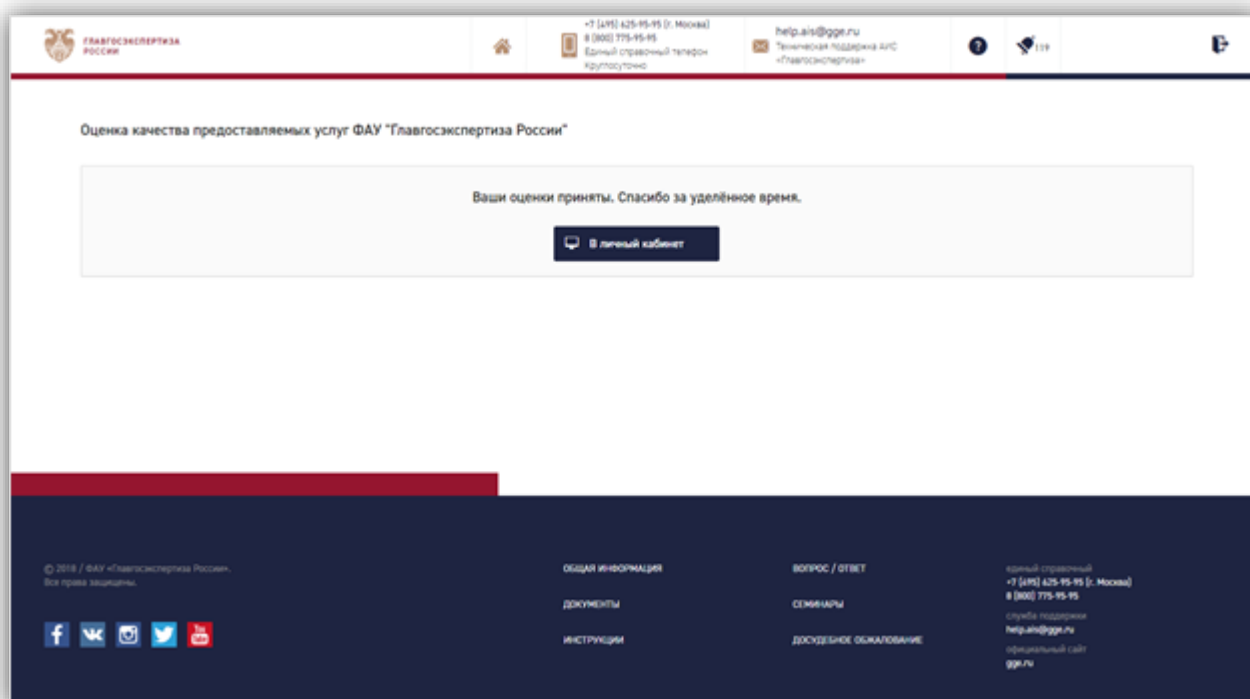 ГЛАВГОСЭКСПЕРТИЗА
РОССИИ
+7 (495) 625-95-95 (г. Москва)
8 (800) 775-95-95
Единый справочный телефон
Круглосуточно
help.ais@gge.ru
Техническая поддержка АИС
«Главгосэкспертиза»
119
Оценка качества предоставляемых услуг ФАУ "Главгосэкспертиза России"
Ваши оценки приняты. Спасибо за уделённое время.
В личный кабинет
© 2018 / ФАУ «Главгосэкспертиза России».
Все права защищены.
ОБЩАЯ ИНФОРМАЦИЯ
ДОКУМЕНТЫ
ИНСТРУКЦИИ
ВОПРОС / ОТВЕТ
СЕМИНАРЫ
ДОСУДЕБНОЕ ОБЖАЛОВАНИЕ
единый справочный
+7 (495) 625-95-95 (г. Москва)
8 (800) 775-95-95
служба поддержки
help.ais@gge.ru
официальный сайт
gge.ru
You Tube